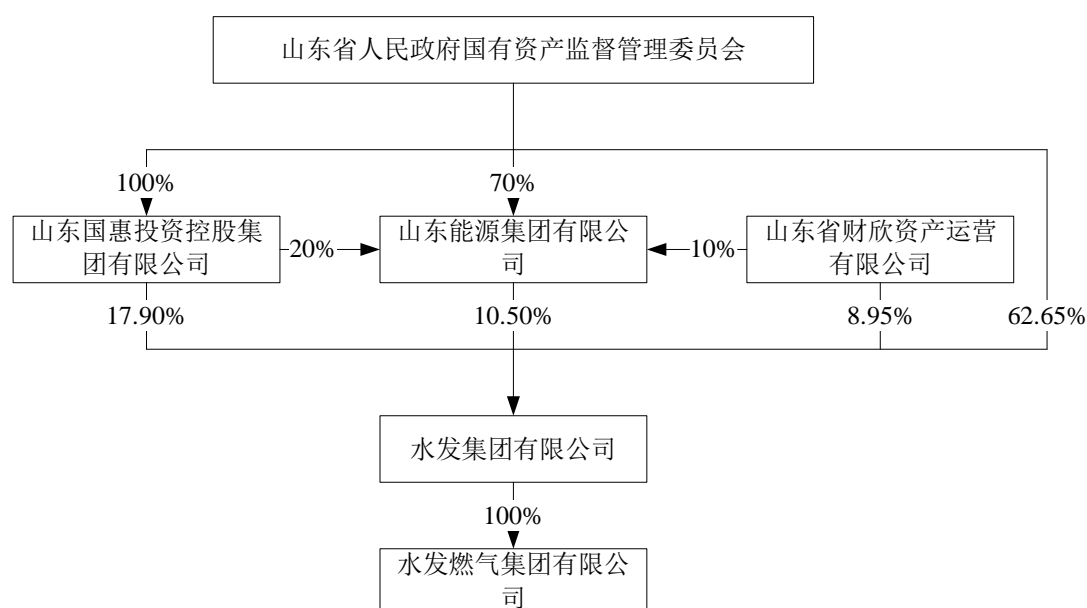 山东省人民政府国有资产监督管理委员会
100%
70%
山东国惠投资控股集
团有限公司
20%
山东能源集团有限公
司
10%
山东省财欣资产运营
有限公司
17.90%
10.50%
8.95%
62.65%
水发集团有限公司
100%
水发燃气集团有限公
司